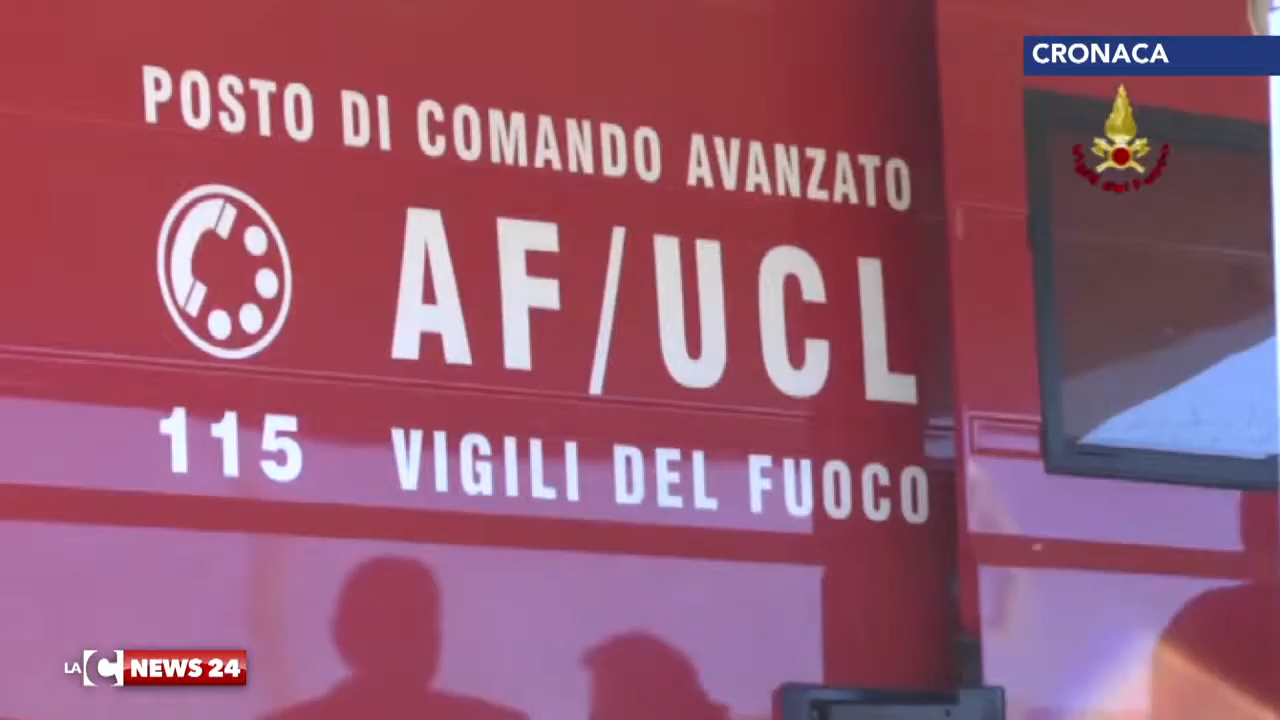 CRONACA
POSTO DI COMANDO AVANZATO
AF/UCL
115 VIGILI DEL FUOCO
LA C NEWS 24